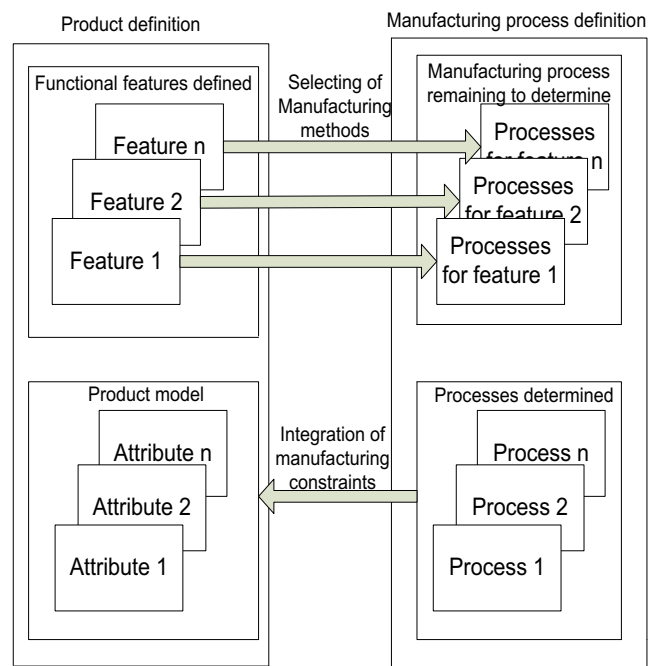 Product definition
Manufacturing process definition
Functional features defined
Selecting of
Manufacturing
methods
Manufacturing process
remaining to determine
Feature n
Feature 2
Feature 1
Processes
for feature n
Processes
for feature 2
Processes
for feature 1
Product model
Attribute n
Attribute 2
Attribute 1
Integration of
manufacturing
constraints
Processes determined
Process n
Process 2
Process 1